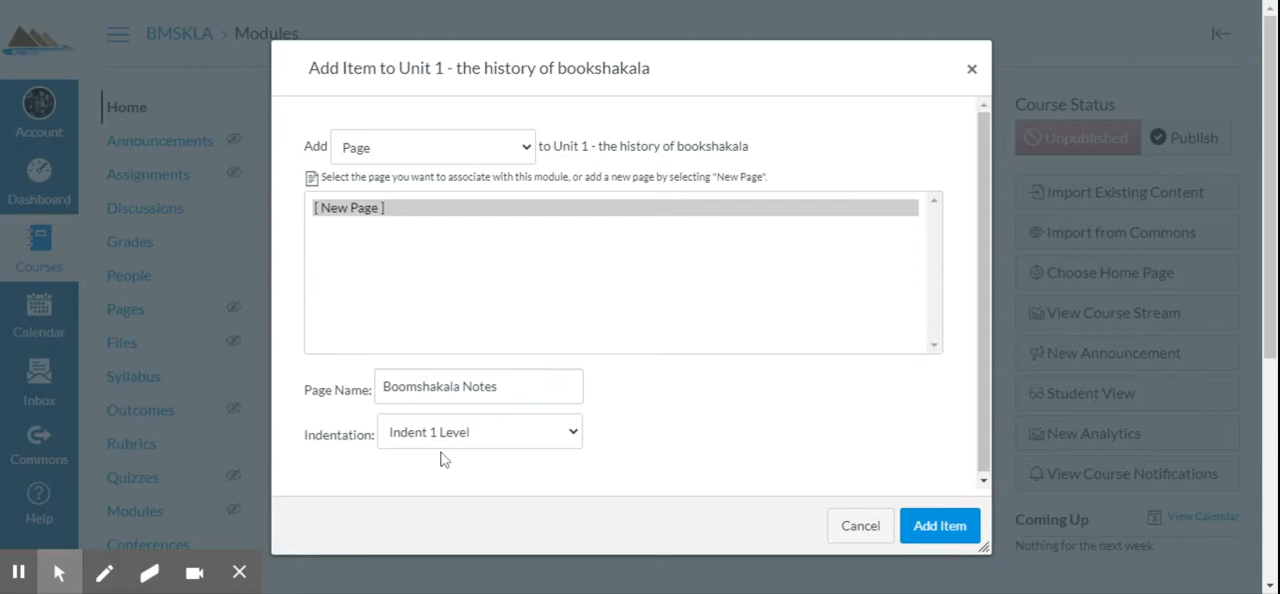 BMSKLA > Modules
Add Item to Unit 1 - the history of bookshakala
Add Page to Unit 1 - the history of bookshakala
Select the page you want to associate with this module, or add a new page by selecting "New Page".
[ New Page ]
Page Name: Boomshakala Notes
Indentation: Indent 1 Level
Cancel
Add Item
Account
Dashboard
Courses
Calendar
Inbox
Commons
Help
Home
Announcements
Assignments
Discussions
Grades
People
Pages
Files
Syllabus
Outcomes
Rubrics
Quizzes
Modules
Conferences
Course Status
Unpublished
Publish
Import Existing Content
Import from Commons
Choose Home Page
View Course Stream
New Announcement
Student View
New Analytics
View Course Notifications
Coming Up
View Calendar
Nothing for the next week